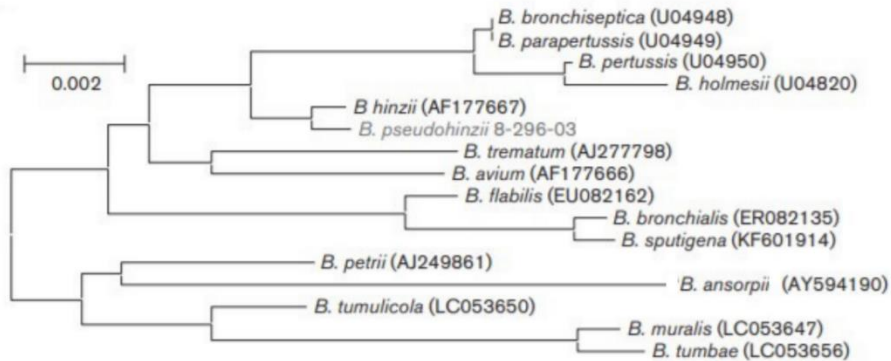 B. bronchiseptica (U04948)
B. parapertussis (U04949)
B. pertussis (U04950)
0.002
B. holmesii (U04820)
B hinzii (AF177667)
B. pseudohinzii 8-296-03
B. trematum (AJ277798)
B. avium (AF177666)
B. flabilis (EU082162)
B. bronchialis (ER082135)
B. sputigena (KF601914)
B. petrii (AJ249861)
B. ansorpii (AY594190)
B. tumulicola (LC053650)
B. muralis (LC053647)
B. tumbae (LC053656)